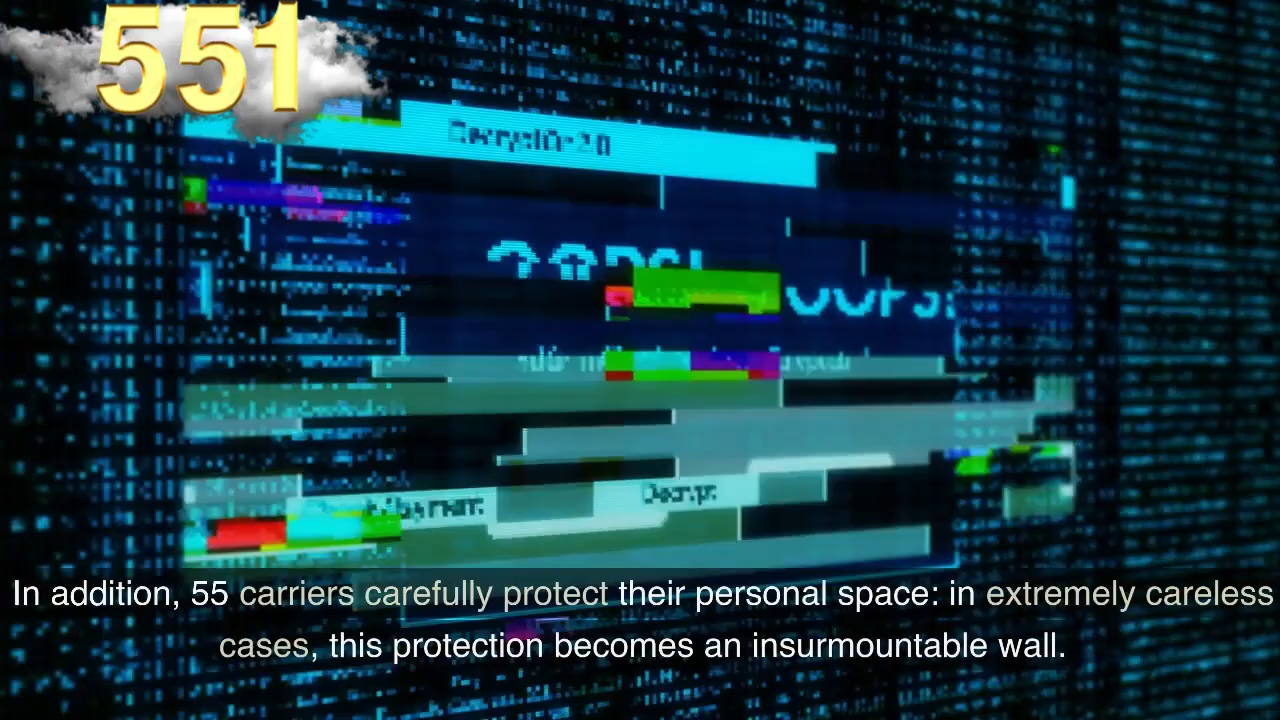 551
Decrypt
In addition, 55 carriers carefully protect their personal space: in extremely careless
cases, this protection becomes an insurmountable wall.